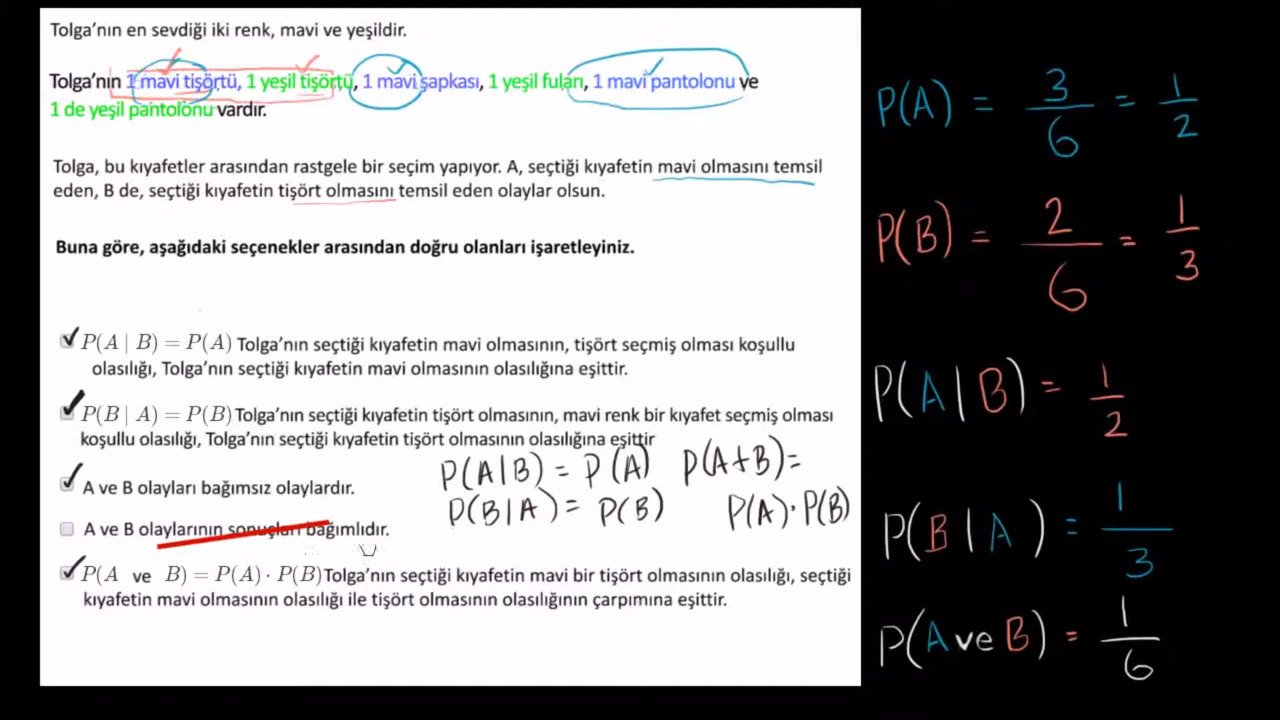 Tolga'nın en sevdiği iki renk, mavi ve yeşildir.
Tolga'nın 1 mavi tişörtü, 1 yeşil tişörtü, 1 mavi şapkası, 1 yeşil fuları, 1 mavi pantolonu ve
1 de yeşil pantolonu vardır.
Tolga, bu kıyafetler arasından rastgele bir seçim yapıyor. A, seçtiği kıyafetin mavi olmasını temsil
eden, B de, seçtiği kıyafetin tişört olmasını temsil eden olaylar olsun.
Buna göre, aşağıdaki seçenekler arasından doğru olanları işaretleyiniz.
P(A | B) = P(A) Tolga'nın seçtiği kıyafetin mavi olmasının, tişört seçmiş olması koşullu
olasılığı, Tolga'nın seçtiği kıyafetin mavi olmasının olasılığına eşittir.
P(B | A) = P(B) Tolga'nın seçtiği kıyafetin tişört olmasının, mavi renk bir kıyafet seçmiş olması
koşullu olasılığı, Tolga'nın seçtiği kıyafetin tişört olmasının olasılığına eşittir
P(A|B) = P(A) P(A+B) =
A ve B olayları bağımsız olaylardır.
P(B|A) = P(B) P(A)·P(B)
A ve B olaylarının sonuçları bağımlıdır.
P(A ve B) = P(A) · P(B) Tolga'nın seçtiği kıyafetin mavi bir tişört olmasının olasılığı, seçtiği
kıyafetin mavi olmasının olasılığı ile tişört olmasının olasılığının çarpımına eşittir.
P(A) = 3/6 = 1/2
P(B) = 2/6 = 1/3
P(A|B) = 1/2
P(B|A) = 1/3
P(A ve B) = 1/6